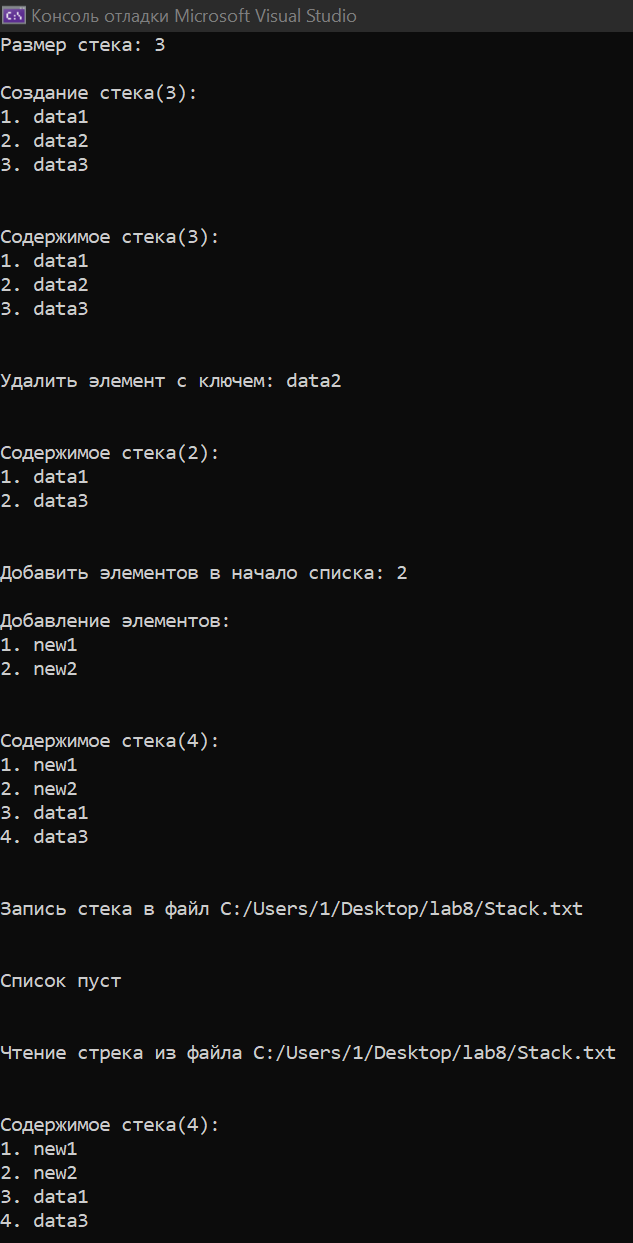 Консоль отладки Microsoft Visual Studio
Размер стека: 3
Создание стека(3):
1. data1
2. data2
3. data3
Содержимое стека(3):
1. data1
2. data2
3. data3
Удалить элемент с ключем: data2
Содержимое стека(2):
1. data1
2. data3
Добавить элементов в начало списка: 2
Добавление элементов:
1. new1
2. new2
Содержимое стека(4):
1. new1
2. new2
3. data1
4. data3
Запись стека в файл C:/Users/1/Desktop/lab8/Stack.txt
Список пуст
Чтение стрека из файла C:/Users/1/Desktop/lab8/Stack.txt
Содержимое стека(4):
1. new1
2. new2
3. data1
4. data3